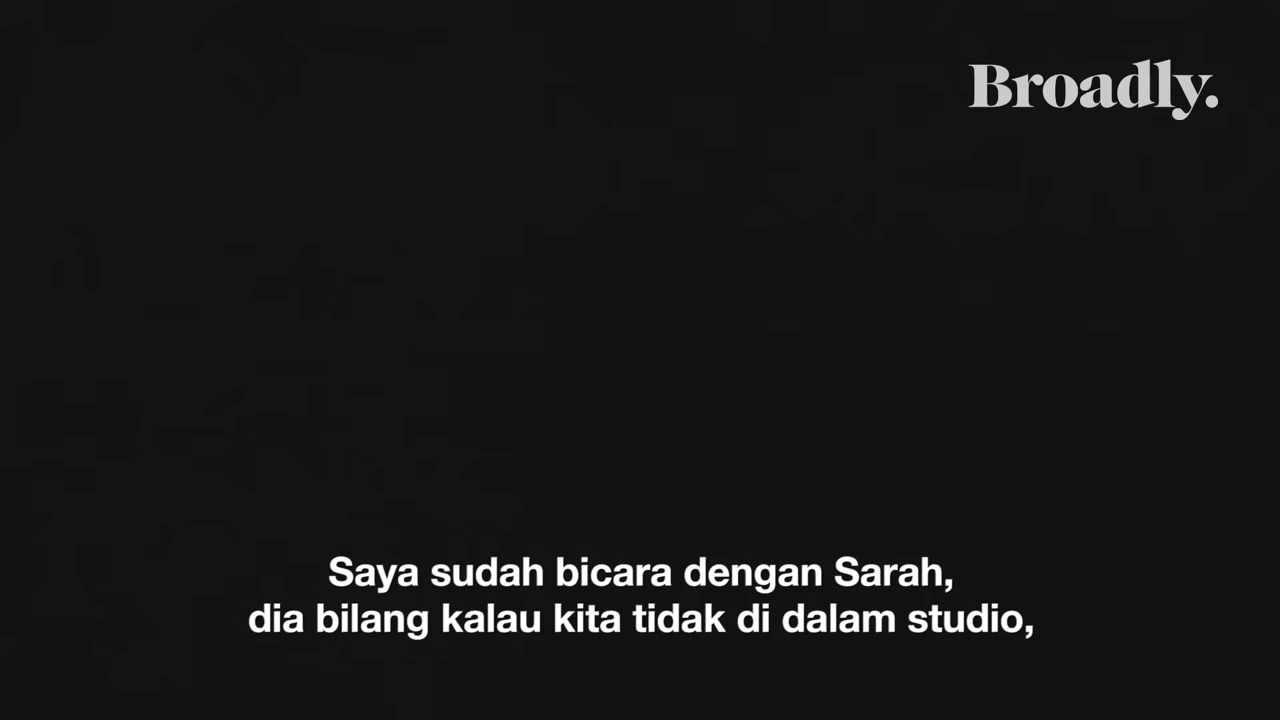 Broadly.
Saya sudah bicara dengan Sarah,
dia bilang kalau kita tidak di dalam studio,